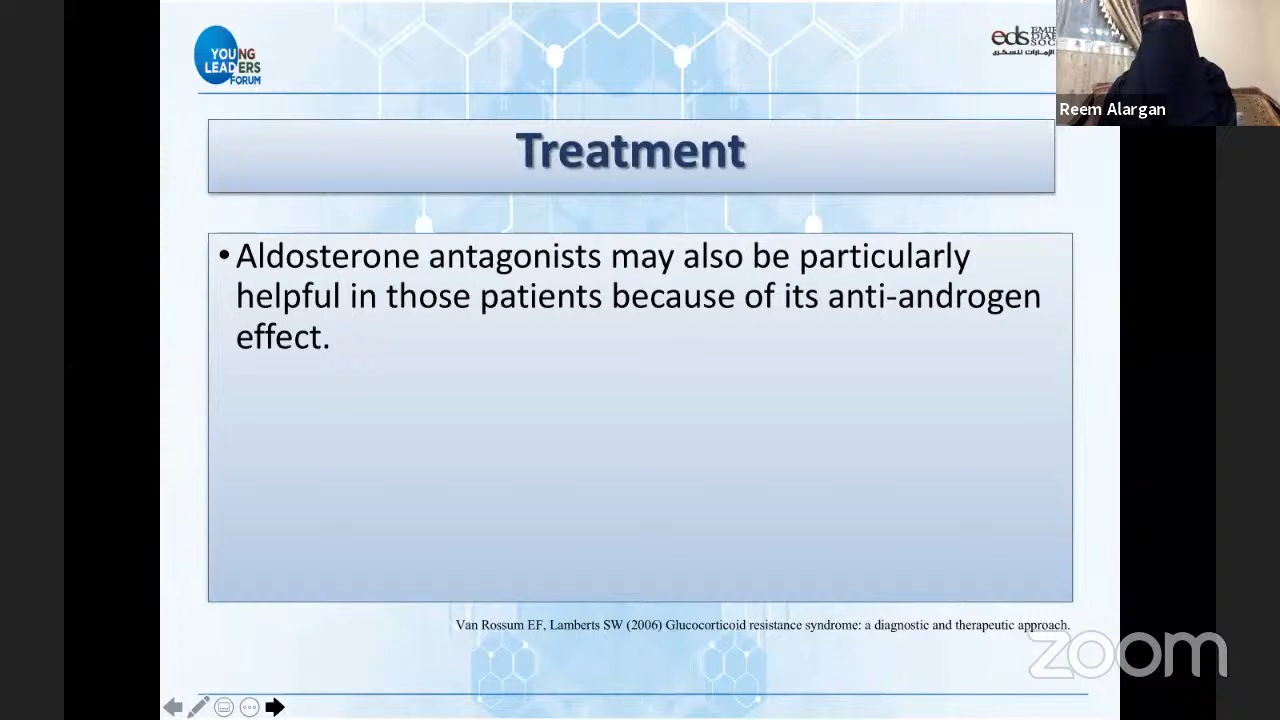 YOUNG
LEADERS
FORUM
eds
Reem Alargan
Treatment
• Aldosterone antagonists may also be particularly
helpful in those patients because of its anti-androgen
effect.
Van Rossum EF, Lamberts SW (2006) Glucocorticoid resistance syndrome: a diagnostic and therapeutic approach.
zoom